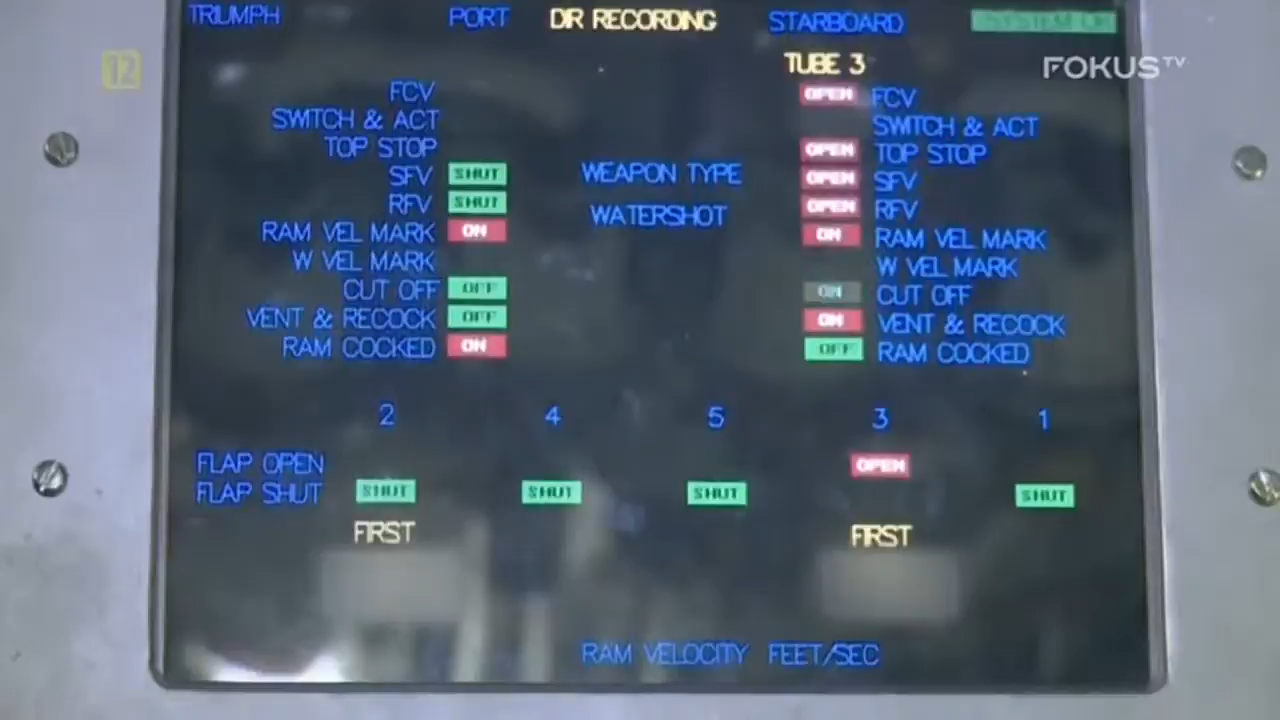 TRIUMPH PORT DIR RECORDING STARBOARD SYSTEM OK
12 TUBE 3 FOKUS TV
FCV OPEN FCV
SWITCH & ACT SWITCH & ACT
TOP STOP OPEN TOP STOP
SFV SHUT WEAPON TYPE OPEN SFV
RFV SHUT WATERSHOT OPEN RFV
RAM VEL MARK ON ON RAM VEL MARK
W VEL MARK W VEL MARK
CUT OFF OFF ON CUT OFF
VENT & RECOCK OFF ON VENT & RECOCK
RAM COCKED ON OFF RAM COCKED
2 4 5 3 1
FLAP OPEN OPEN
FLAP SHUT SHUT SHUT SHUT SHUT
FIRST FIRST
RAM VELOCITY FEET/SEC